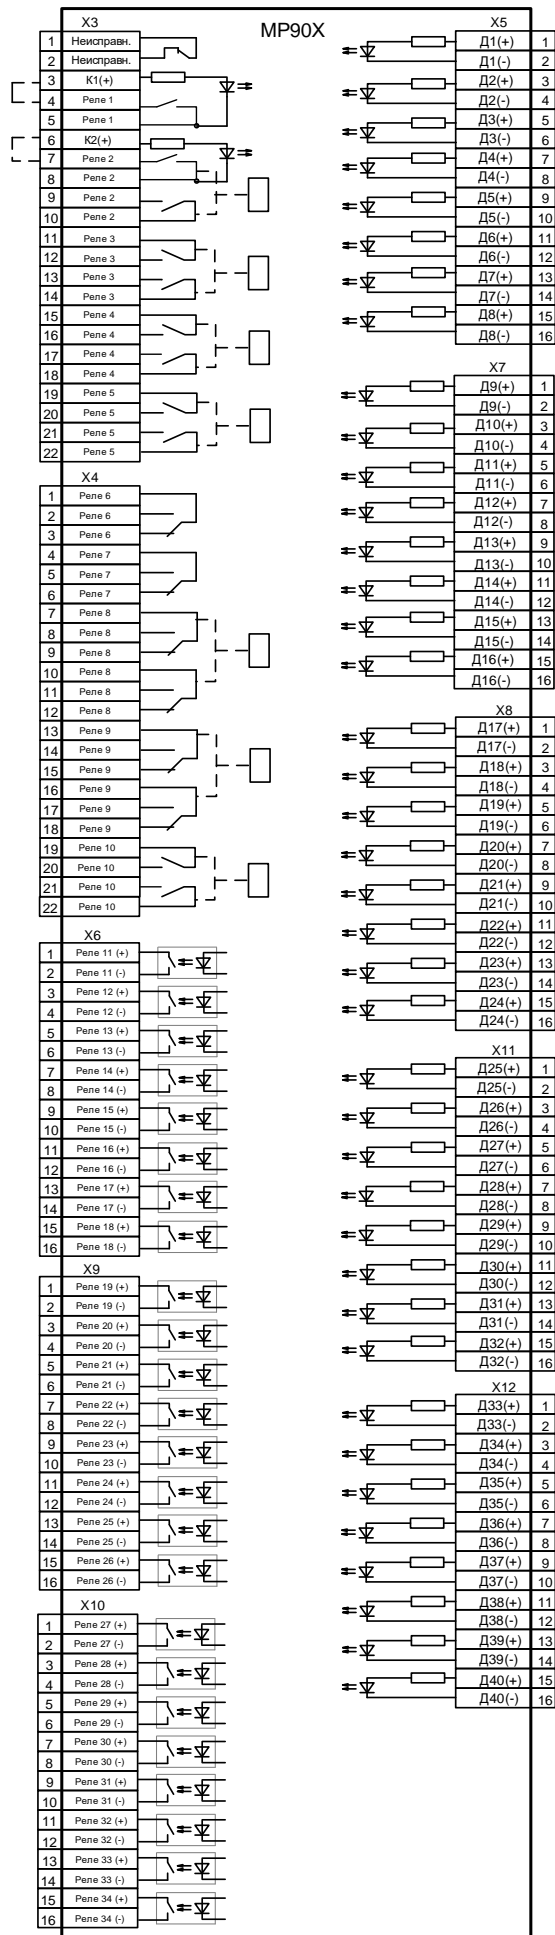 МР90Х
X3
1 Неисправн.
2 Неисправн.
3 К1(+)
4 Реле 1
5 Реле 1
6 К2(+)
7 Реле 2
8 Реле 2
9 Реле 2
10 Реле 2
11 Реле 3
12 Реле 3
13 Реле 3
14 Реле 3
15 Реле 4
16 Реле 4
17 Реле 4
18 Реле 4
19 Реле 5
20 Реле 5
21 Реле 5
22 Реле 5
X4
1 Реле 6
2 Реле 6
3 Реле 6
4 Реле 7
5 Реле 7
6 Реле 7
7 Реле 8
8 Реле 8
9 Реле 8
10 Реле 8
11 Реле 8
12 Реле 8
13 Реле 9
14 Реле 9
15 Реле 9
16 Реле 9
17 Реле 9
18 Реле 9
19 Реле 10
20 Реле 10
21 Реле 10
22 Реле 10
X6
1 Реле 11 (+)
2 Реле 11 (-)
3 Реле 12 (+)
4 Реле 12 (-)
5 Реле 13 (+)
6 Реле 13 (-)
7 Реле 14 (+)
8 Реле 14 (-)
9 Реле 15 (+)
10 Реле 15 (-)
11 Реле 16 (+)
12 Реле 16 (-)
13 Реле 17 (+)
14 Реле 17 (-)
15 Реле 18 (+)
16 Реле 18 (-)
X9
1 Реле 19 (+)
2 Реле 19 (-)
3 Реле 20 (+)
4 Реле 20 (-)
5 Реле 21 (+)
6 Реле 21 (-)
7 Реле 22 (+)
8 Реле 22 (-)
9 Реле 23 (+)
10 Реле 23 (-)
11 Реле 24 (+)
12 Реле 24 (-)
13 Реле 25 (+)
14 Реле 25 (-)
15 Реле 26 (+)
16 Реле 26 (-)
X10
1 Реле 27 (+)
2 Реле 27 (-)
3 Реле 28 (+)
4 Реле 28 (-)
5 Реле 29 (+)
6 Реле 29 (-)
7 Реле 30 (+)
8 Реле 30 (-)
9 Реле 31 (+)
10 Реле 31 (-)
11 Реле 32 (+)
12 Реле 32 (-)
13 Реле 33 (+)
14 Реле 33 (-)
15 Реле 34 (+)
16 Реле 34 (-)
X5
Д1(+) 1
Д1(-) 2
Д2(+) 3
Д2(-) 4
Д3(+) 5
Д3(-) 6
Д4(+) 7
Д4(-) 8
Д5(+) 9
Д5(-) 10
Д6(+) 11
Д6(-) 12
Д7(+) 13
Д7(-) 14
Д8(+) 15
Д8(-) 16
X7
Д9(+) 1
Д9(-) 2
Д10(+) 3
Д10(-) 4
Д11(+) 5
Д11(-) 6
Д12(+) 7
Д12(-) 8
Д13(+) 9
Д13(-) 10
Д14(+) 11
Д14(-) 12
Д15(+) 13
Д15(-) 14
Д16(+) 15
Д16(-) 16
X8
Д17(+) 1
Д17(-) 2
Д18(+) 3
Д18(-) 4
Д19(+) 5
Д19(-) 6
Д20(+) 7
Д20(-) 8
Д21(+) 9
Д21(-) 10
Д22(+) 11
Д22(-) 12
Д23(+) 13
Д23(-) 14
Д24(+) 15
Д24(-) 16
X11
Д25(+) 1
Д25(-) 2
Д26(+) 3
Д26(-) 4
Д27(+) 5
Д27(-) 6
Д28(+) 7
Д28(-) 8
Д29(+) 9
Д29(-) 10
Д30(+) 11
Д30(-) 12
Д31(+) 13
Д31(-) 14
Д32(+) 15
Д32(-) 16
X12
Д33(+) 1
Д33(-) 2
Д34(+) 3
Д34(-) 4
Д35(+) 5
Д35(-) 6
Д36(+) 7
Д36(-) 8
Д37(+) 9
Д37(-) 10
Д38(+) 11
Д38(-) 12
Д39(+) 13
Д39(-) 14
Д40(+) 15
Д40(-) 16